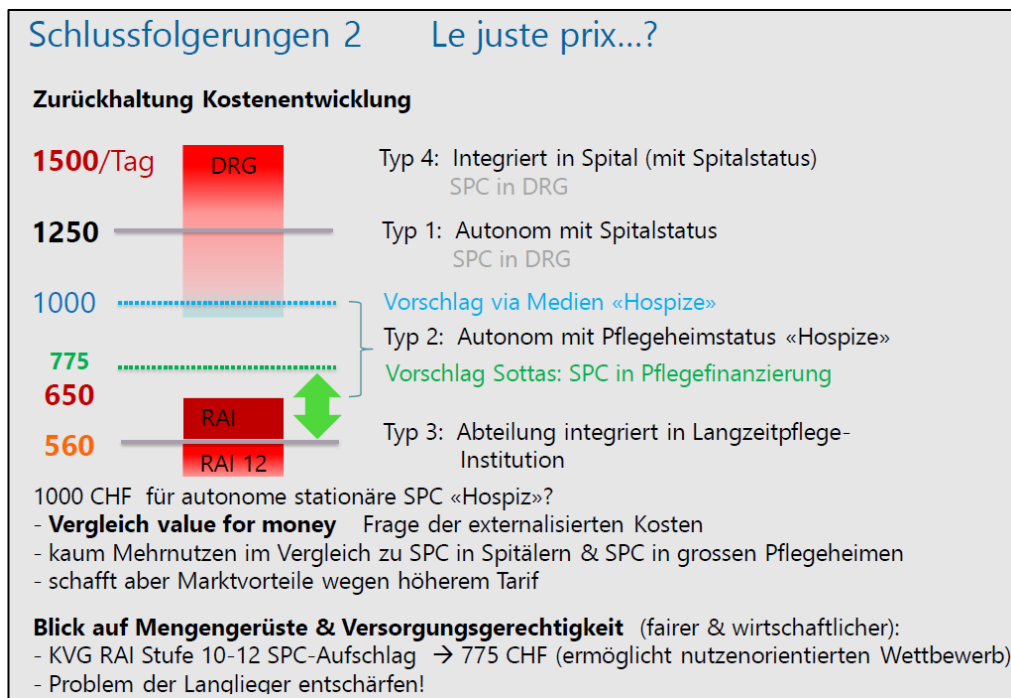 Schlussfolgerungen 2 Le juste prix...?
Zurückhaltung Kostenentwicklung
1500/Tag DRG Typ 4: Integriert in Spital (mit Spitalstatus)
SPC in DRG
1250 Typ 1: Autonom mit Spitalstatus
SPC in DRG
1000 Vorschlag via Medien «Hospize»
Typ 2: Autonom mit Pflegeheimstatus «Hospize»
775 Vorschlag Sottas: SPC in Pflegefinanzierung
650
RAI
560 Typ 3: Abteilung integriert in Langzeitpflege-
RAI 12 Institution
1000 CHF für autonome stationäre SPC «Hospiz»?
- Vergleich value for money Frage der externalisierten Kosten
- kaum Mehrnutzen im Vergleich zu SPC in Spitälern & SPC in grossen Pflegeheimen
- schafft aber Marktvorteile wegen höherem Tarif
Blick auf Mengengerüste & Versorgungsgerechtigkeit (fairer & wirtschaftlicher):
- KVG RAI Stufe 10-12 SPC-Aufschlag → 775 CHF (ermöglicht nutzenorientierten Wettbewerb)
- Problem der Langlieger entschärfen!